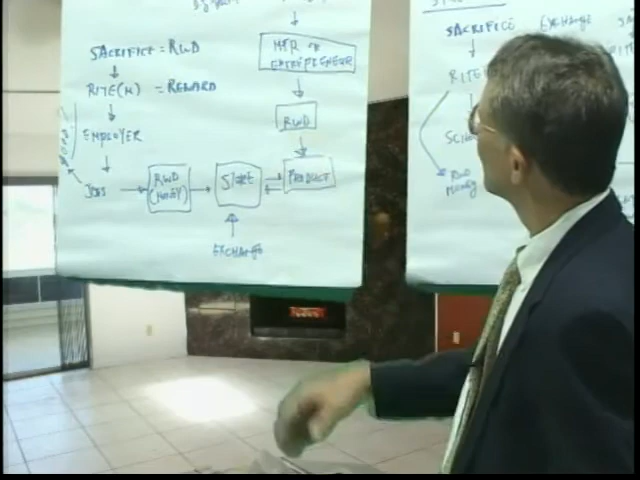 SACRIFICE = RWD
RITE(N) = REWARD
EMPLOYER
JOBS
RWD
(MONEY)
STORE
PRODUCT
EXCHANGE
MFR OR
ENTREPRENEUR
RWD
SACRIFICE
Exchange
RITE
RWD
Money